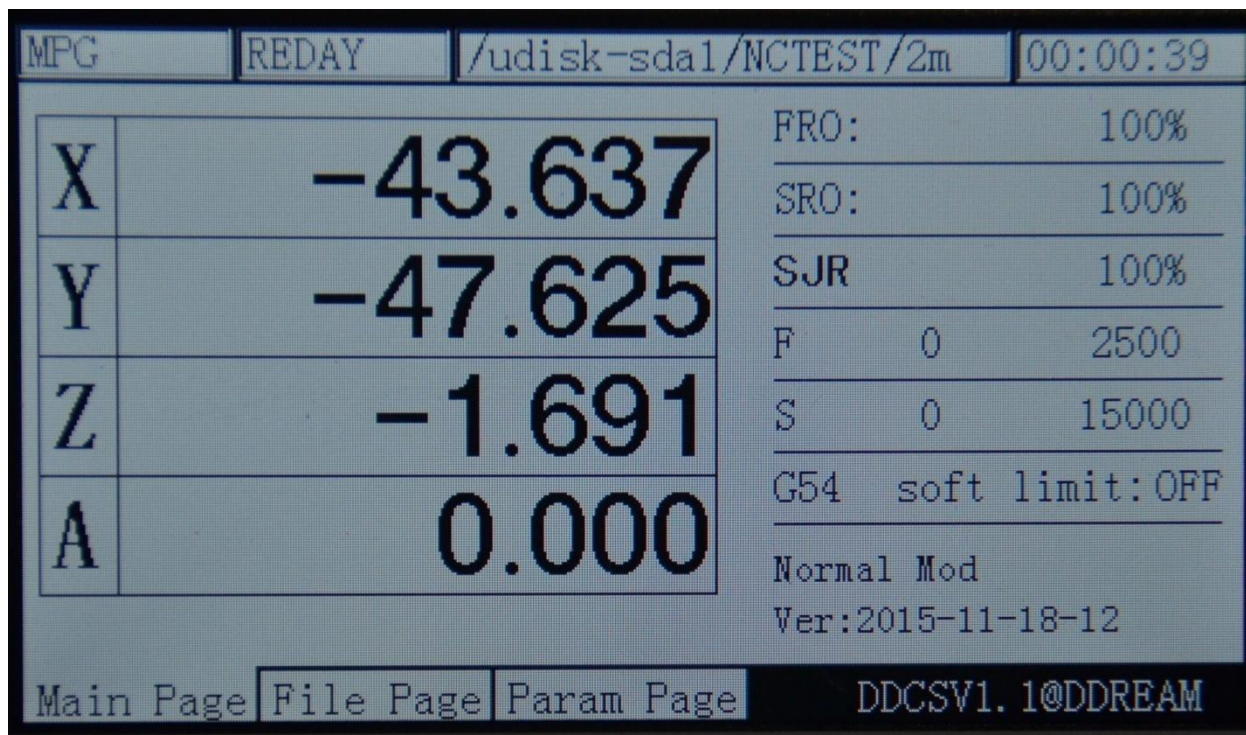 MPG REDAY /udisk-sda1/NCTEST/2m 00:00:39
X -43.637
Y -47.625
Z -1.691
A 0.000
FRO: 100%
SRO: 100%
SJR 100%
F 0 2500
S 0 15000
G54 soft limit:OFF
Normal Mod
Ver:2015-11-18-12
Main Page File Page Param Page DDCSV1.1@DDREAM